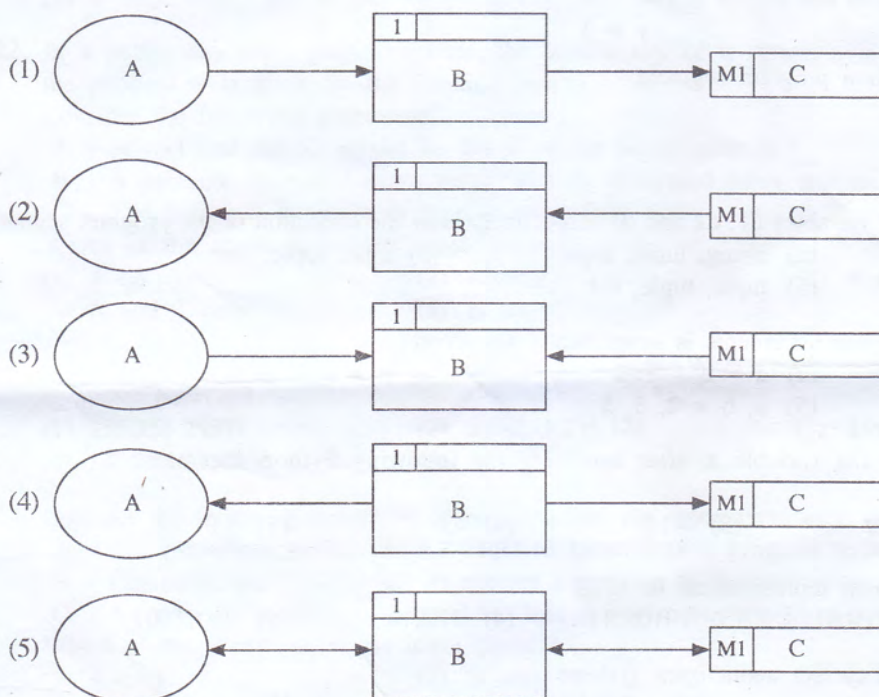 1
(1) A B M1 C
1
(2) A B M1 C
1
(3) A B M1 C
1
(4) A B M1 C
1
(5) A B M1 C